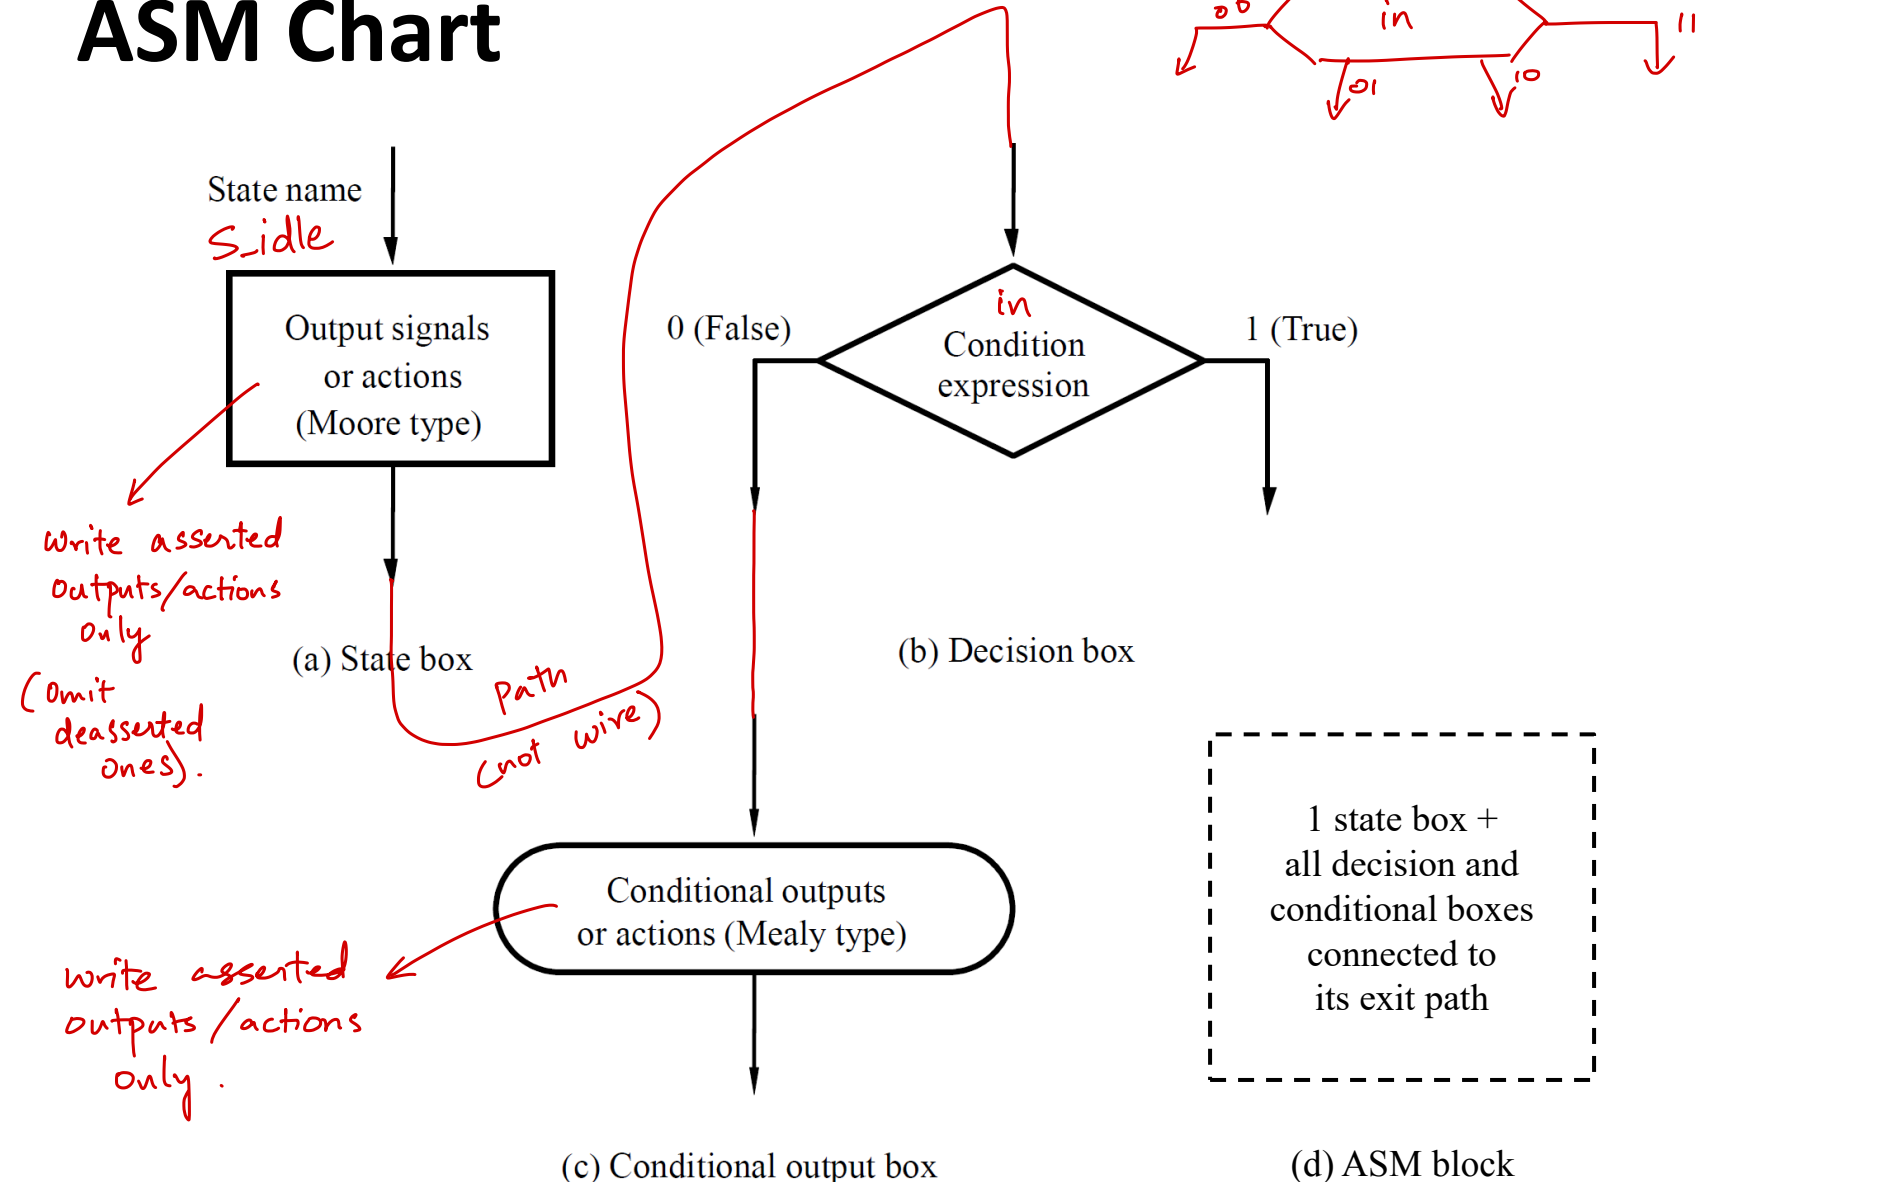 ASM Chart
00
in
11
01
10
State name
S_idle
Output signals
or actions
(Moore type)
0 (False)
in
Condition
expression
1 (True)
Write asserted
outputs/actions
only
(omit
deasserted
ones).
(a) State box
path
(not wire)
(b) Decision box
1 state box +
all decision and
conditional boxes
connected to
its exit path
Conditional outputs
or actions (Mealy type)
write asserted
outputs/actions
only.
(c) Conditional output box
(d) ASM block